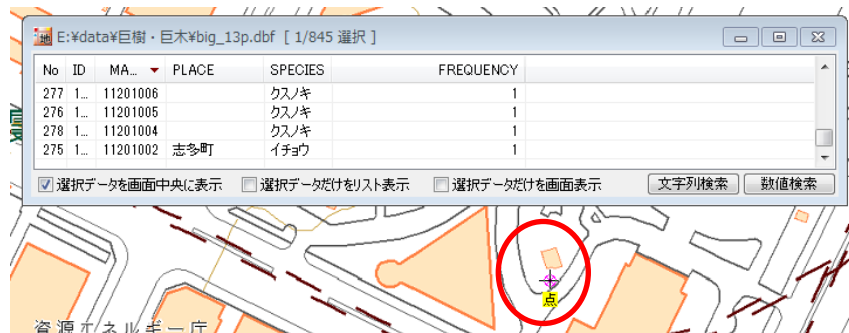 E:¥data¥巨樹・巨木¥big_13p.dbf [ 1/845 選択 ]
No ID MA... PLACE SPECIES FREQUENCY
277 1... 11201006 クスノキ 1
276 1... 11201005 クスノキ 1
278 1... 11201004 クスノキ 1
275 1... 11201002 志多町 イチョウ 1
選択データを画面中央に表示 選択データだけをリスト表示 選択データだけを画面表示 文字列検索 数値検索
点
資源エネルギー庁